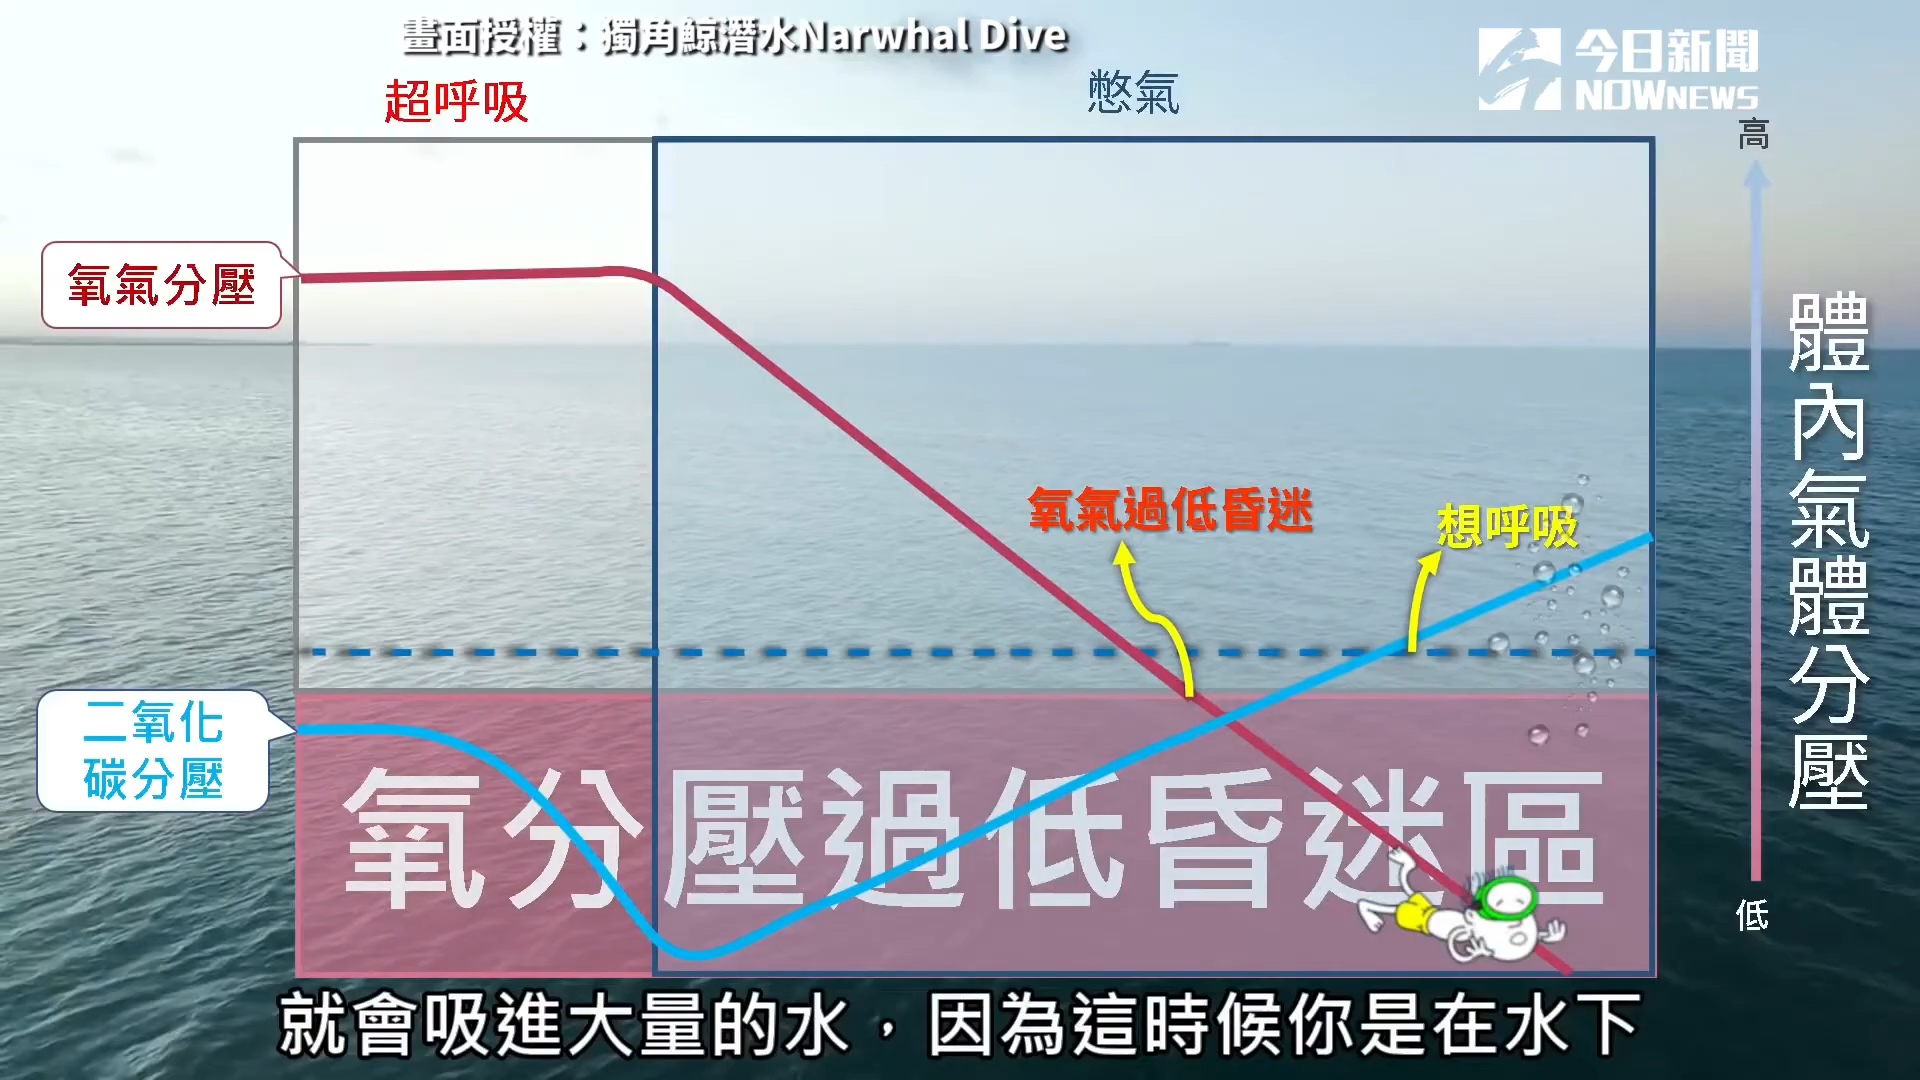 畫面授權：獨角鯨潛水Narwhal Dive
今日新聞
NOWNEWS
超呼吸
憋氣
高
氧氣分壓
體內氣體分壓
氧氣過低昏迷
想呼吸
二氧化
碳分壓
氧分壓過低昏迷區
低
就會吸進大量的水，因為這時候你是在水下